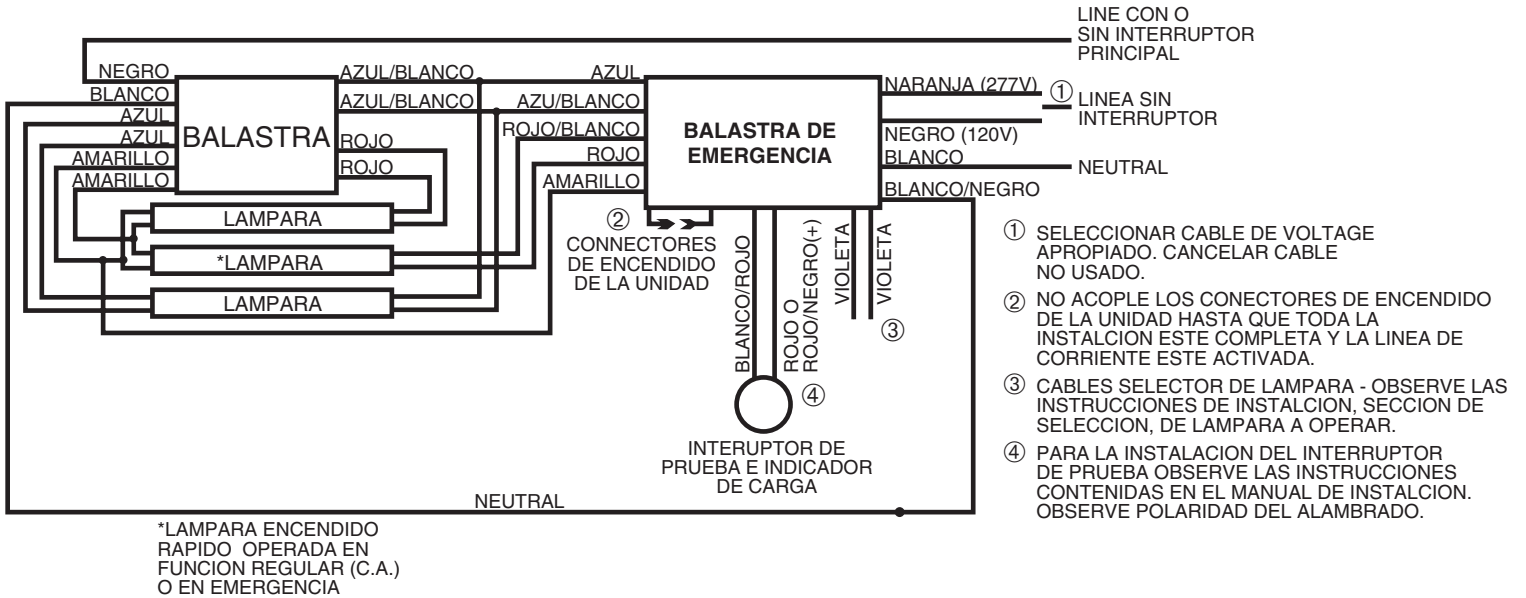 LINE CON O
SIN INTERRUPTOR
PRINCIPAL
NEGRO
BLANCO
AZUL
AZUL
AMARILLO
AMARILLO
BALASTRA
AZUL/BLANCO
AZUL/BLANCO
ROJO
ROJO
AZUL
AZU/BLANCO
ROJO/BLANCO
ROJO
AMARILLO
BALASTRA DE
EMERGENCIA
NARANJA (277V)
NEGRO (120V)
BLANCO
BLANCO/NEGRO
① LINEA SIN
INTERRUPTOR
NEUTRAL
LAMPARA
*LAMPARA
LAMPARA
②
CONNECTORES
DE ENCENDIDO
DE LA UNIDAD
BLANCO/ROJO
ROJO O
ROJO/NEGRO(+)
VIOLETA
VIOLETA
③
④
INTERUPTOR DE
PRUEBA E INDICADOR
DE CARGA
NEUTRAL
*LAMPARA ENCENDIDO
RAPIDO OPERADA EN
FUNCION REGULAR (C.A.)
O EN EMERGENCIA
① SELECCIONAR CABLE DE VOLTAGE
APROPIADO. CANCELAR CABLE
NO USADO.
② NO ACOPLE LOS CONECTORES DE ENCENDIDO
DE LA UNIDAD HASTA QUE TODA LA
INSTALCION ESTE COMPLETA Y LA LINEA DE
CORRIENTE ESTE ACTIVADA.
③ CABLES SELECTOR DE LAMPARA - OBSERVE LAS
INSTRUCCIONES DE INSTALCION, SECCION DE
SELECCION, DE LAMPARA A OPERAR.
④ PARA LA INSTALACION DEL INTERRUPTOR
DE PRUEBA OBSERVE LAS INSTRUCCIONES
CONTENIDAS EN EL MANUAL DE INSTALCION.
OBSERVE POLARIDAD DEL ALAMBRADO.